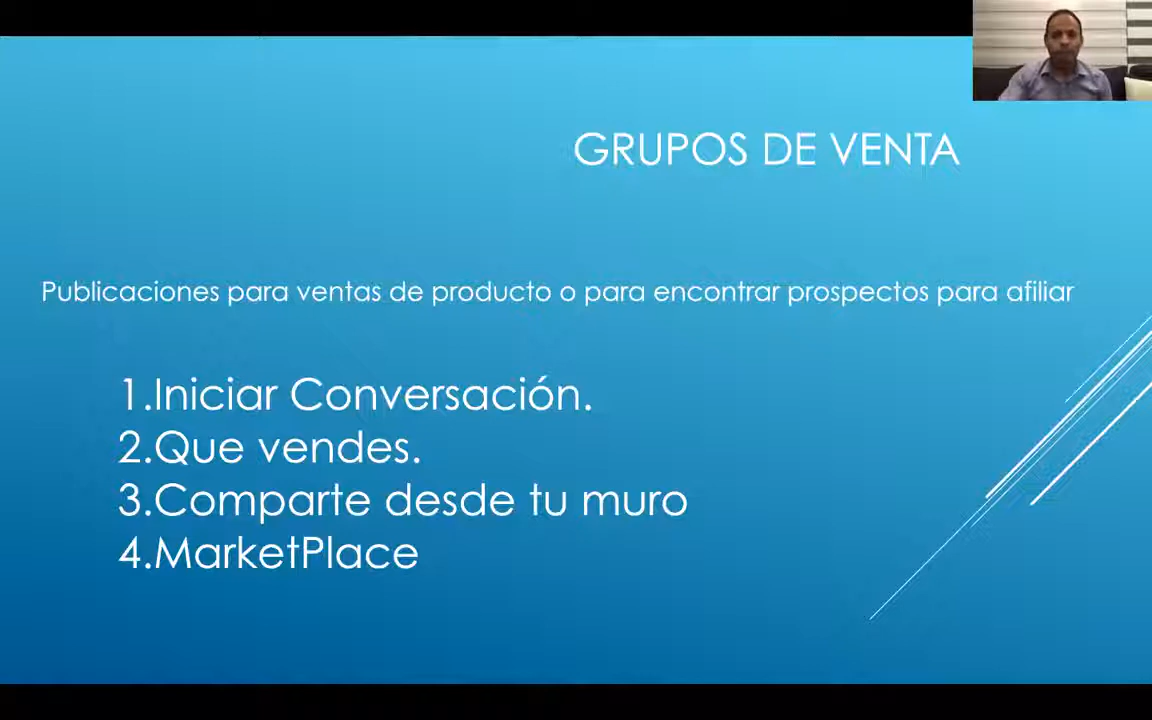 GRUPOS DE VENTA
Publicaciones para ventas de producto o para encontrar prospectos para afiliar
1.Iniciar Conversación.
2.Que vendes.
3.Comparte desde tu muro
4.MarketPlace